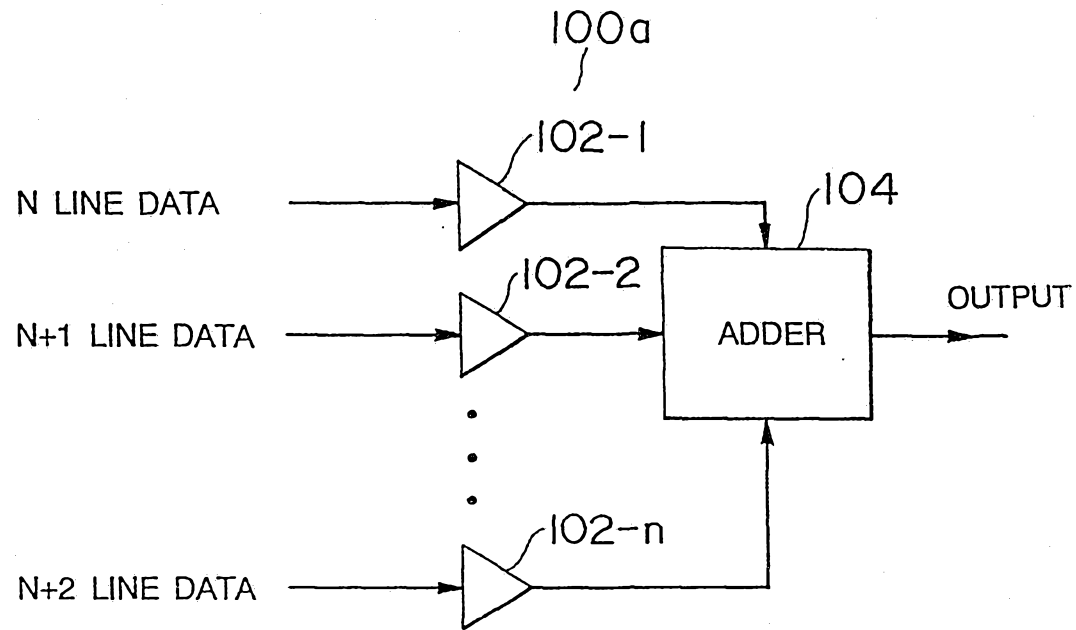 100a
102-1
N LINE DATA
104
102-2
OUTPUT
N+1 LINE DATA
ADDER
102-n
N+2 LINE DATA